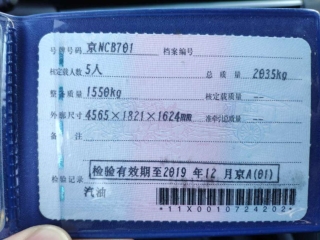 号牌号码 京NCB701 档案编号
核定载人数 5人 总质量 2035kg
整备质量 1550kg 核定载质量 --
外廓尺寸 4565×1821×1624mm 准牵引总质量 --
备注
检验有效期至2019年12月京A(01)
检验记录
汽油
*11X0010724202*